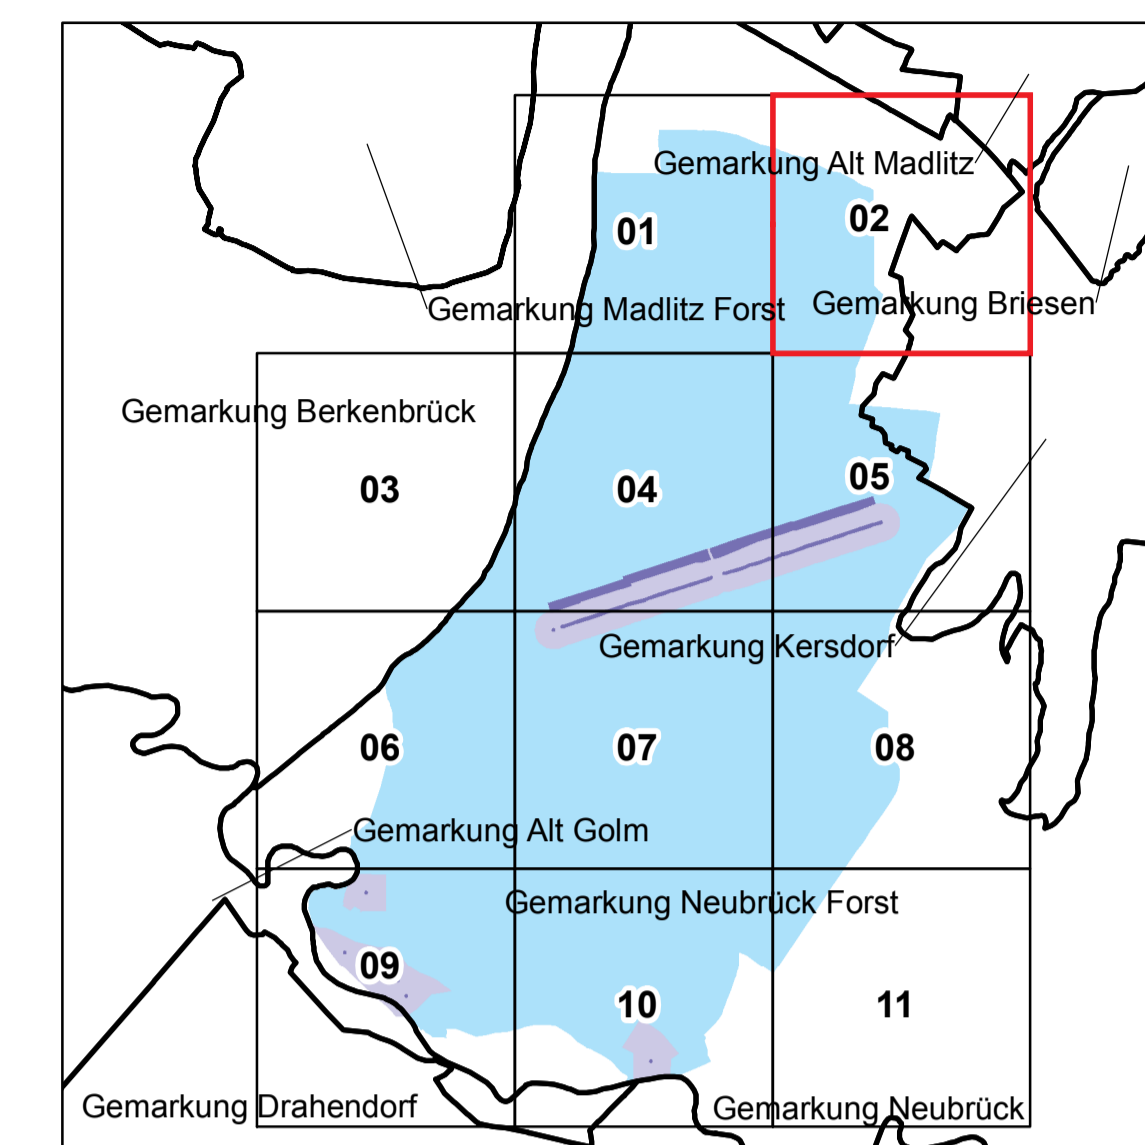 Gemarkung Alt Madlitz
01
02
Gemarkung Madlitz Forst
Gemarkung Briesen
Gemarkung Berkenbrück
03
04
05
Gemarkung Kersdorf
06
07
08
Gemarkung Alt Golm
Gemarkung Neubrück Forst
09
10
11
Gemarkung Drahendorf
Gemarkung Neubrück